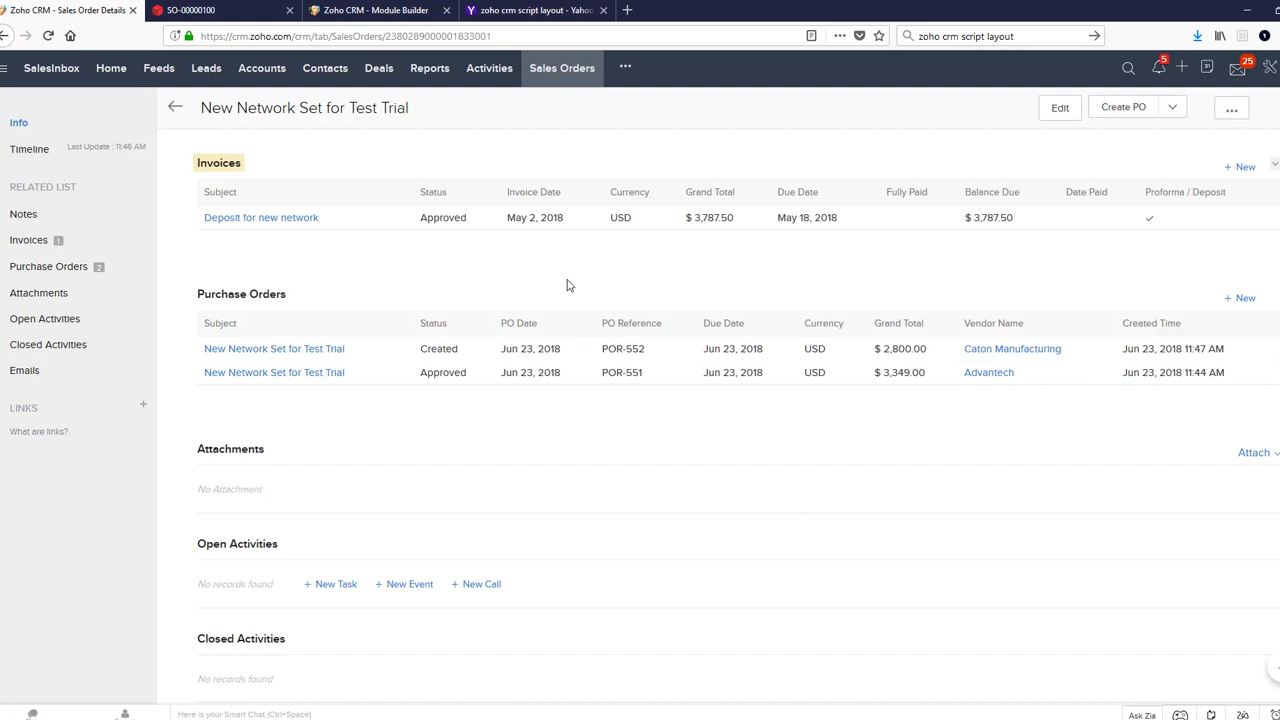 Zoho CRM - Sales Order Details
SO-00000100
Zoho CRM - Module Builder
zoho crm script layout - Yahoo
https://crm.zoho.com/crm/tab/SalesOrders/2380289000001833001
zoho crm script layout
1
SalesInbox Home Feeds Leads Accounts Contacts Deals Reports Activities Sales Orders ...
5
31
25
New Network Set for Test Trial
Edit
Create PO
...
Info
Timeline Last Update : 11:46 AM
RELATED LIST
Notes
Invoices 1
Purchase Orders 2
Attachments
Open Activities
Closed Activities
Emails
LINKS +
What are links?
Invoices
+ New
Subject Status Invoice Date Currency Grand Total Due Date Fully Paid Balance Due Date Paid Proforma / Deposit
Deposit for new network Approved May 2, 2018 USD $ 3,787.50 May 18, 2018 $ 3,787.50 ✓
Purchase Orders
+ New
Subject Status PO Date PO Reference Due Date Currency Grand Total Vendor Name Created Time
New Network Set for Test Trial Created Jun 23, 2018 POR-552 Jun 23, 2018 USD $ 2,800.00 Caton Manufacturing Jun 23, 2018 11:47 AM
New Network Set for Test Trial Approved Jun 23, 2018 POR-551 Jun 23, 2018 USD $ 3,349.00 Advantech Jun 23, 2018 11:44 AM
Attachments
Attach
No Attachment
Open Activities
No records found + New Task + New Event + New Call
Closed Activities
No records found
Here is your Smart Chat (Ctrl+Space)
Ask Zia